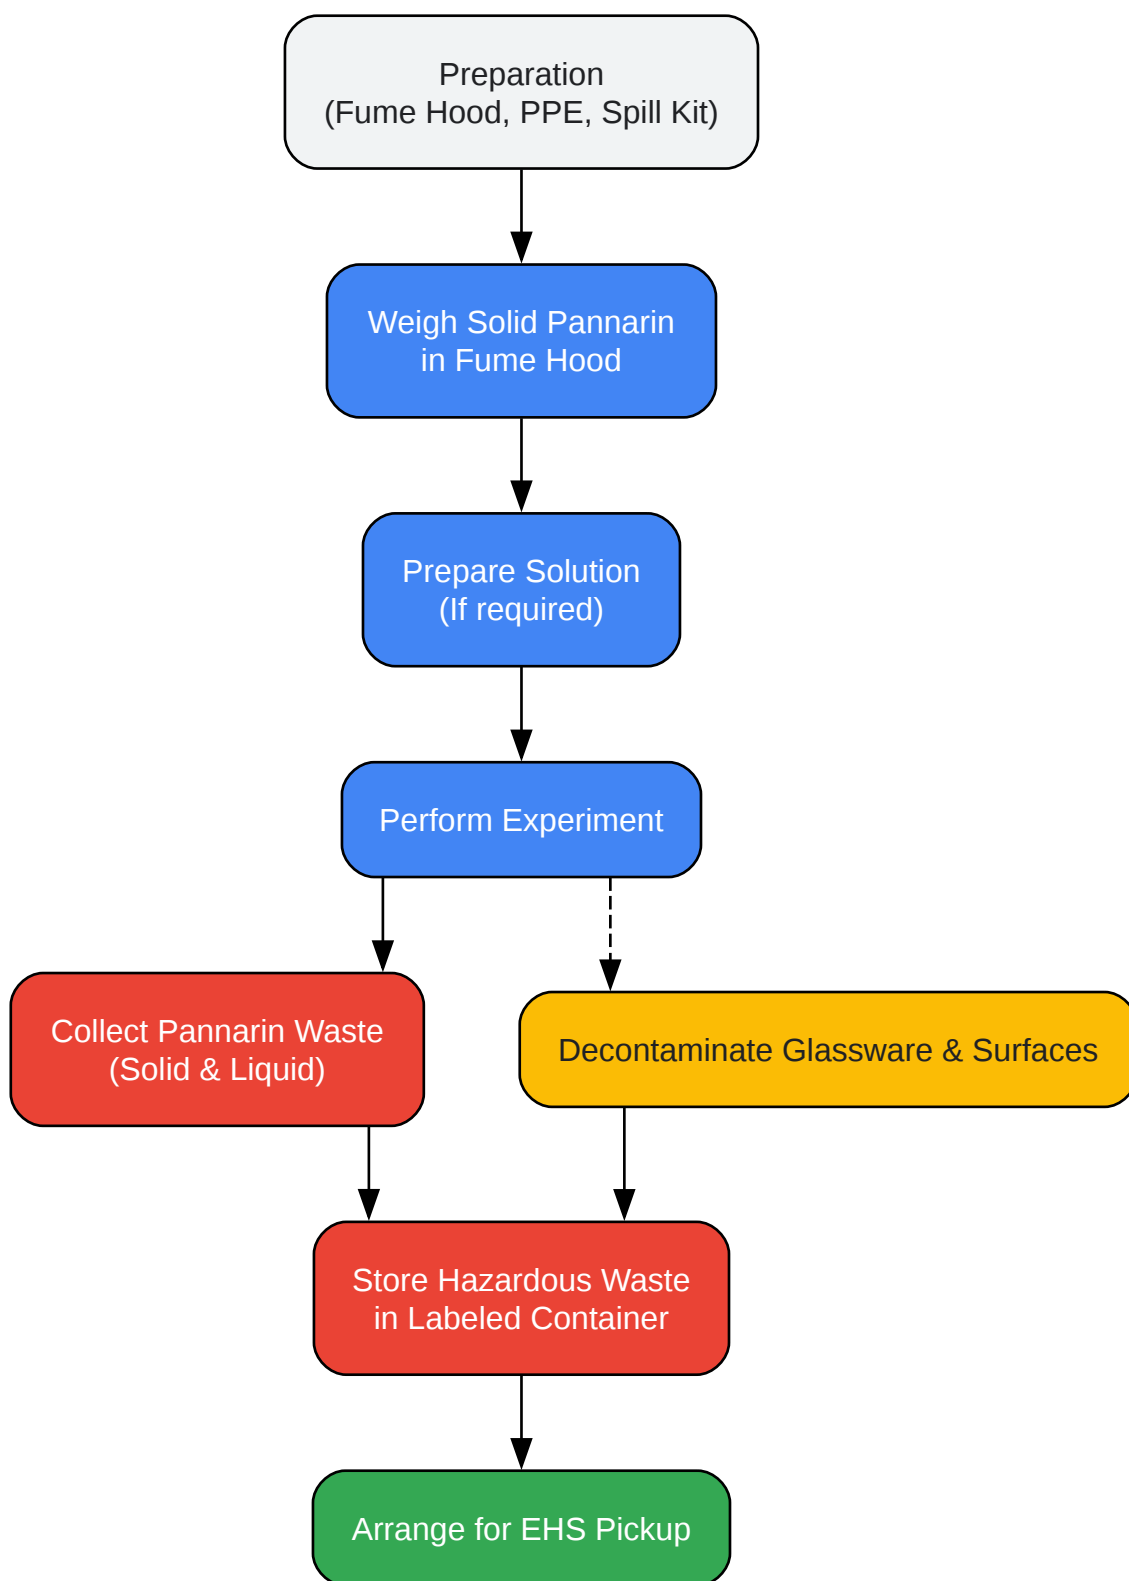 Preparation
(Fume Hood, PPE, Spill Kit)
Weigh Solid Pannarin
in Fume Hood
Prepare Solution
(If required)
Perform Experiment
Collect Pannarin Waste
(Solid & Liquid)
Decontaminate Glassware & Surfaces
Store Hazardous Waste
in Labeled Container
Arrange for EHS Pickup